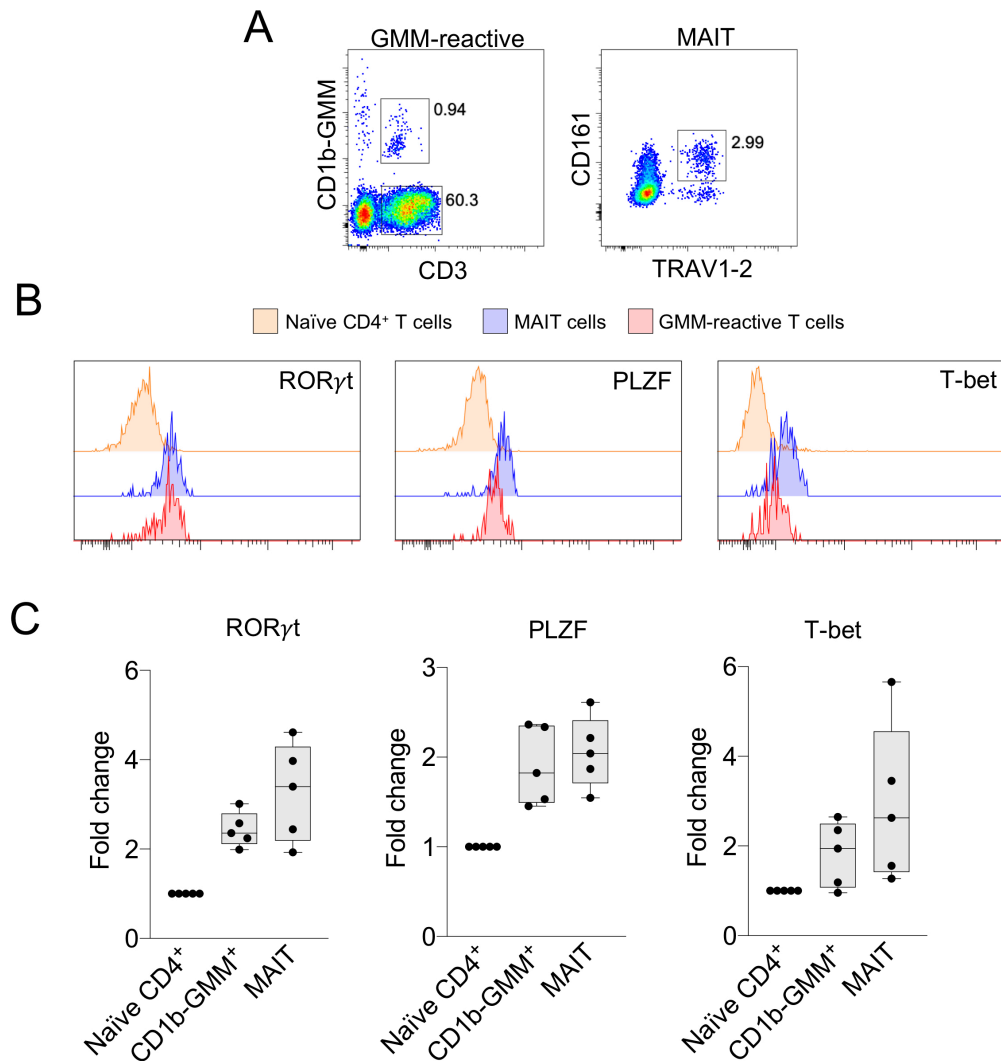 A
GMM-reactive
MAIT
CD1b-GMM
0.94
60.3
CD3
CD161
2.99
TRAV1-2
B
Naïve CD4⁺ T cells
MAIT cells
GMM-reactive T cells
RORγt
PLZF
T-bet
C
RORγt
PLZF
T-bet
Fold change
6
4
2
0
Naïve CD4⁺
CD1b-GMM⁺
MAIT
Fold change
3
2
1
0
Naïve CD4⁺
CD1b-GMM⁺
MAIT
Fold change
6
4
2
0
Naïve CD4⁺
CD1b-GMM⁺
MAIT